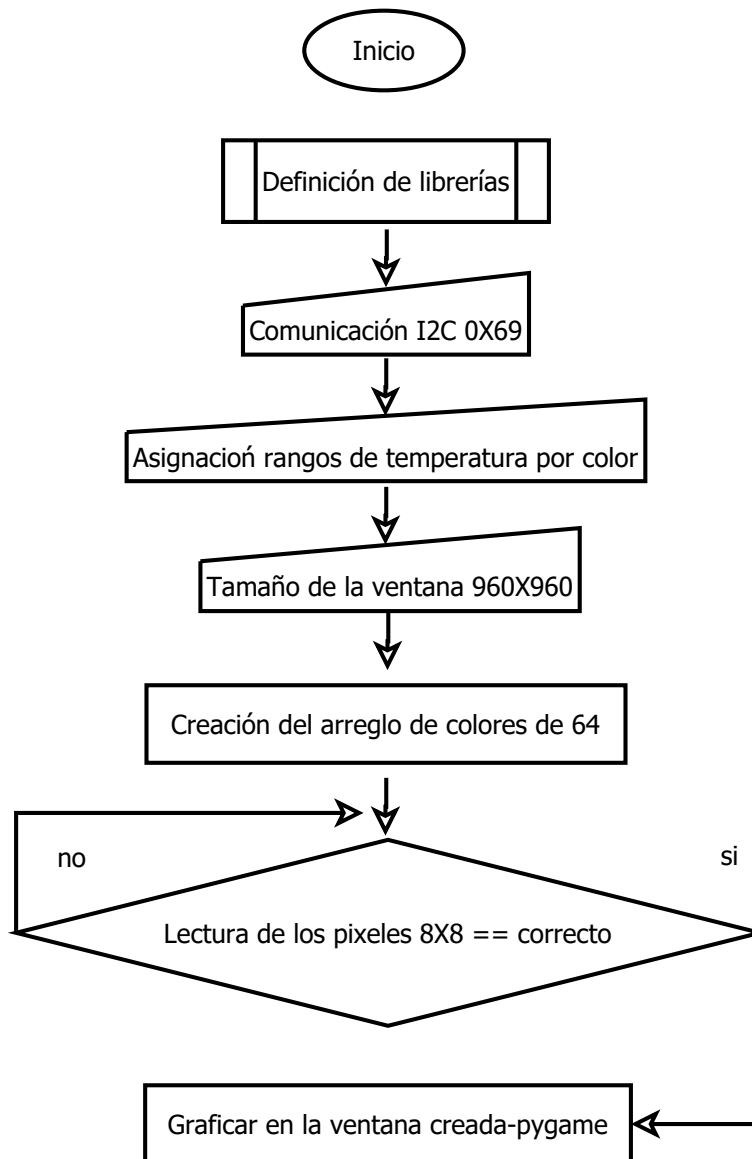 Inicio
Definición de librerías
Comunicación I2C 0X69
Asignacioń rangos de temperatura por color
Tamaño de la ventana 960X960
Creación del arreglo de colores de 64
no
si
Lectura de los pixeles 8X8 == correcto
Graficar en la ventana creada-pygame